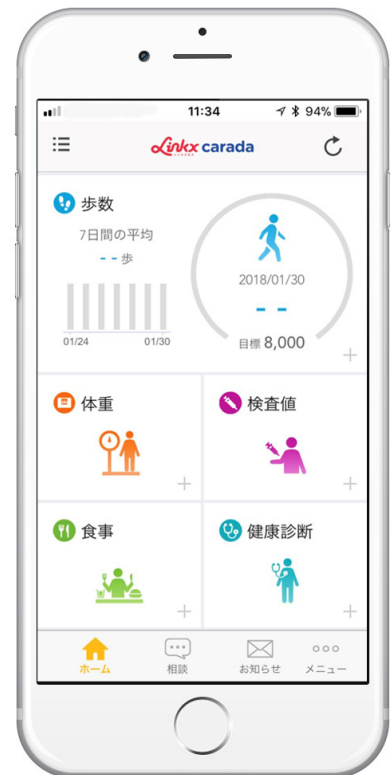 11:34
94%
Linkx carada
歩数
7日間の平均
-- 歩
01/24
01/30
2018/01/30
--
目標 8,000
+
体重
+
検査値
+
食事
+
健康診断
+
ホーム
相談
お知らせ
メニュー